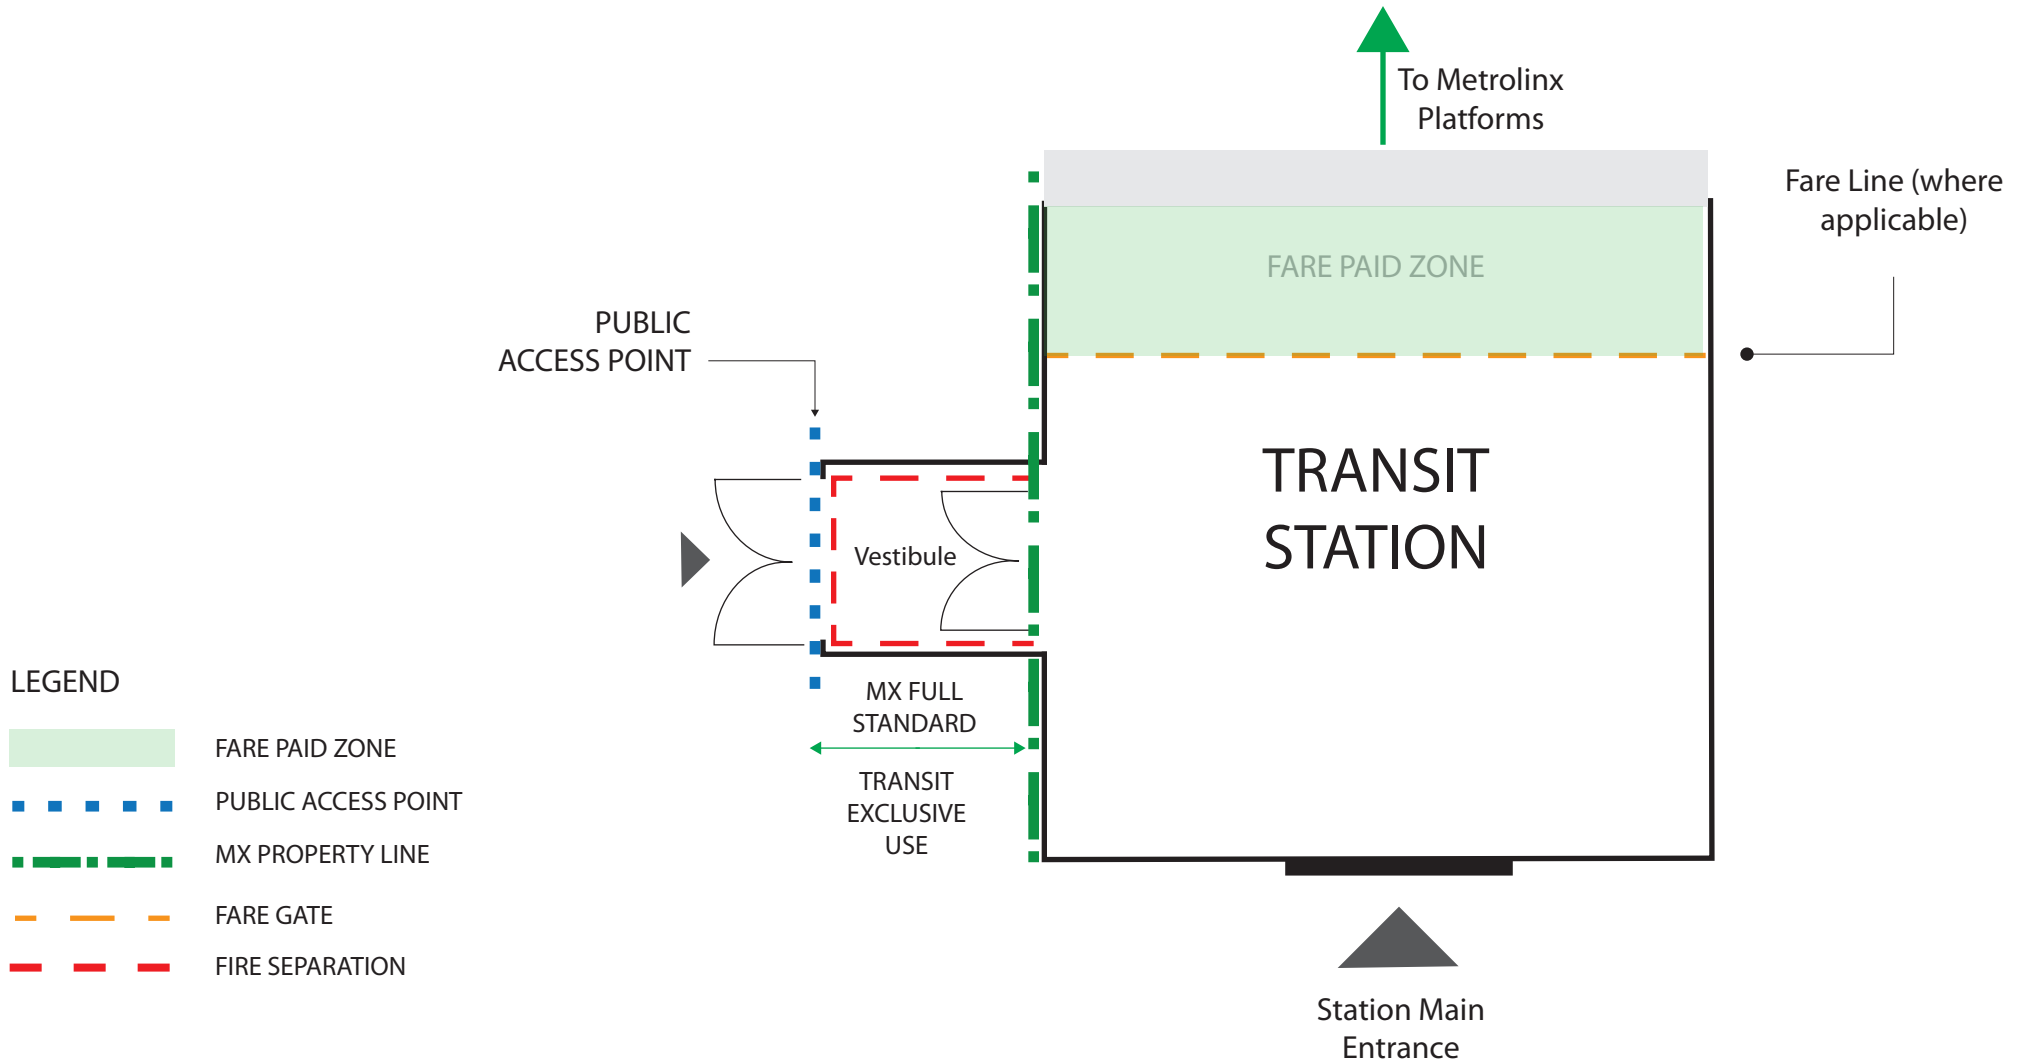 To Metrolinx
Platforms
Fare Line (where
applicable)
FARE PAID ZONE
PUBLIC
ACCESS POINT
TRANSIT
STATION
Vestibule
MX FULL
STANDARD
TRANSIT
EXCLUSIVE
USE
LEGEND
FARE PAID ZONE
PUBLIC ACCESS POINT
MX PROPERTY LINE
FARE GATE
FIRE SEPARATION
Station Main
Entrance